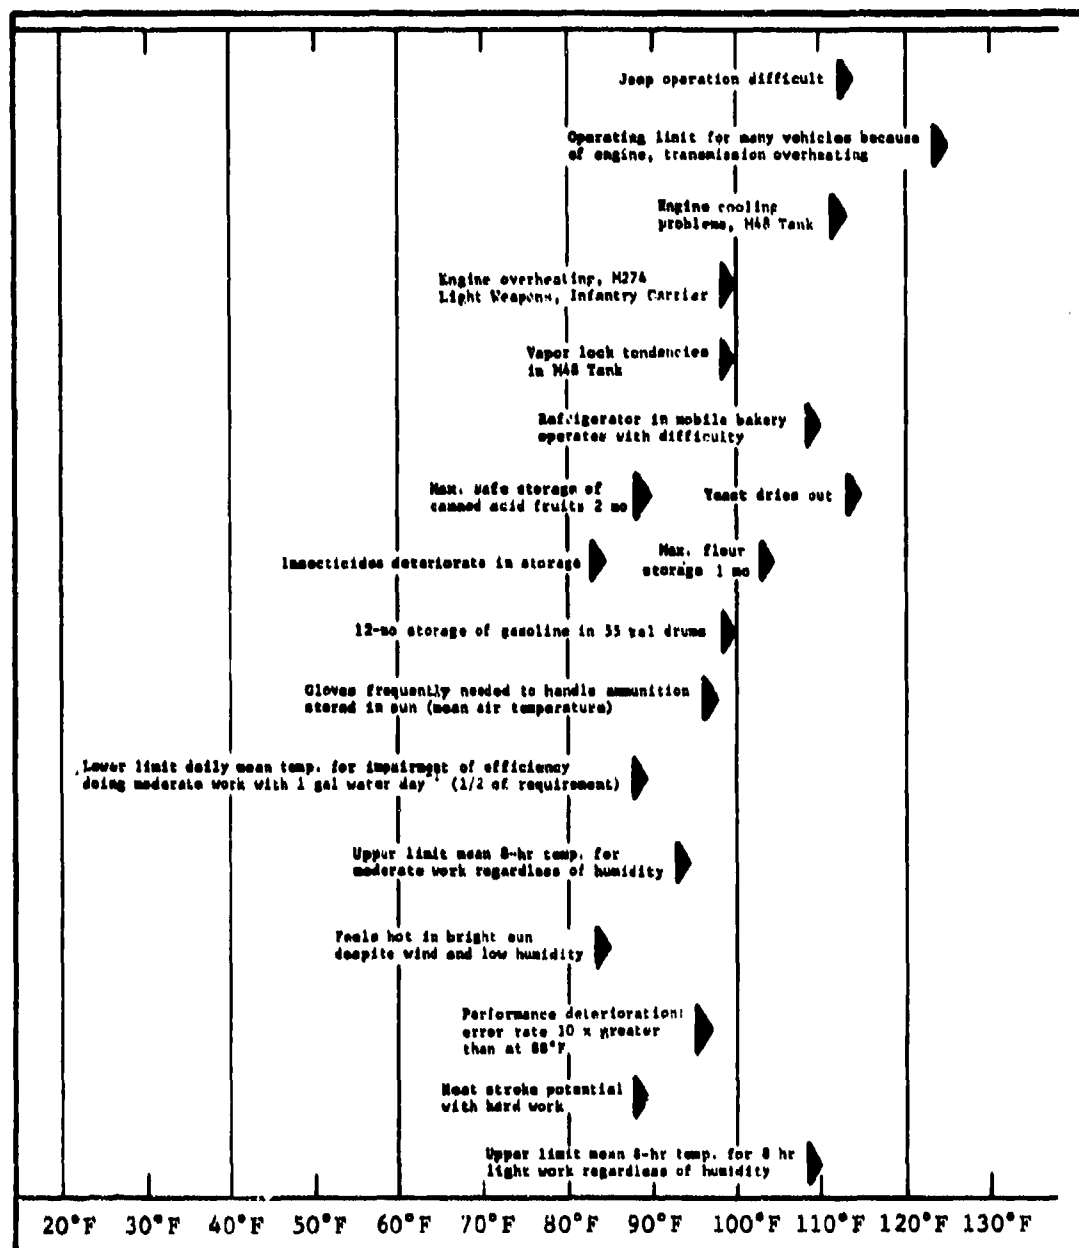 Jeep operation difficult
Operating limit for many vehicles because
of engine, transmission overheating
Engine cooling
problems, M48 Tank
Engine overheating, M274
Light Weapons, Infantry Carrier
Vapor lock tendencies
in M48 Tank
Refrigerator in mobile bakery
operates with difficulty
Max. safe storage of
canned acid fruits 2 mo
Yeast dries out
Insecticides deteriorate in storage
Max. flour
storage 1 mo
12-mo storage of gasoline in 55 gal drums
Gloves frequently needed to handle ammunition
stored in sun (mean air temperature)
Lower limit daily mean temp. for impairment of efficiency
doing moderate work with 1 gal water day (1/2 of requirement)
Upper limit mean 8-hr temp. for
moderate work regardless of humidity
Feels hot in bright sun
despite wind and low humidity
Performance deterioration:
error rate 10 x greater
than at
Heat stroke potential
with hard work
Upper limit mean temp. for 8 hr
light work regardless of humidity
20°F 30°F 40°F 50°F 60°F 70°F 80°F 90°F 100°F 110°F 120°F 130°F